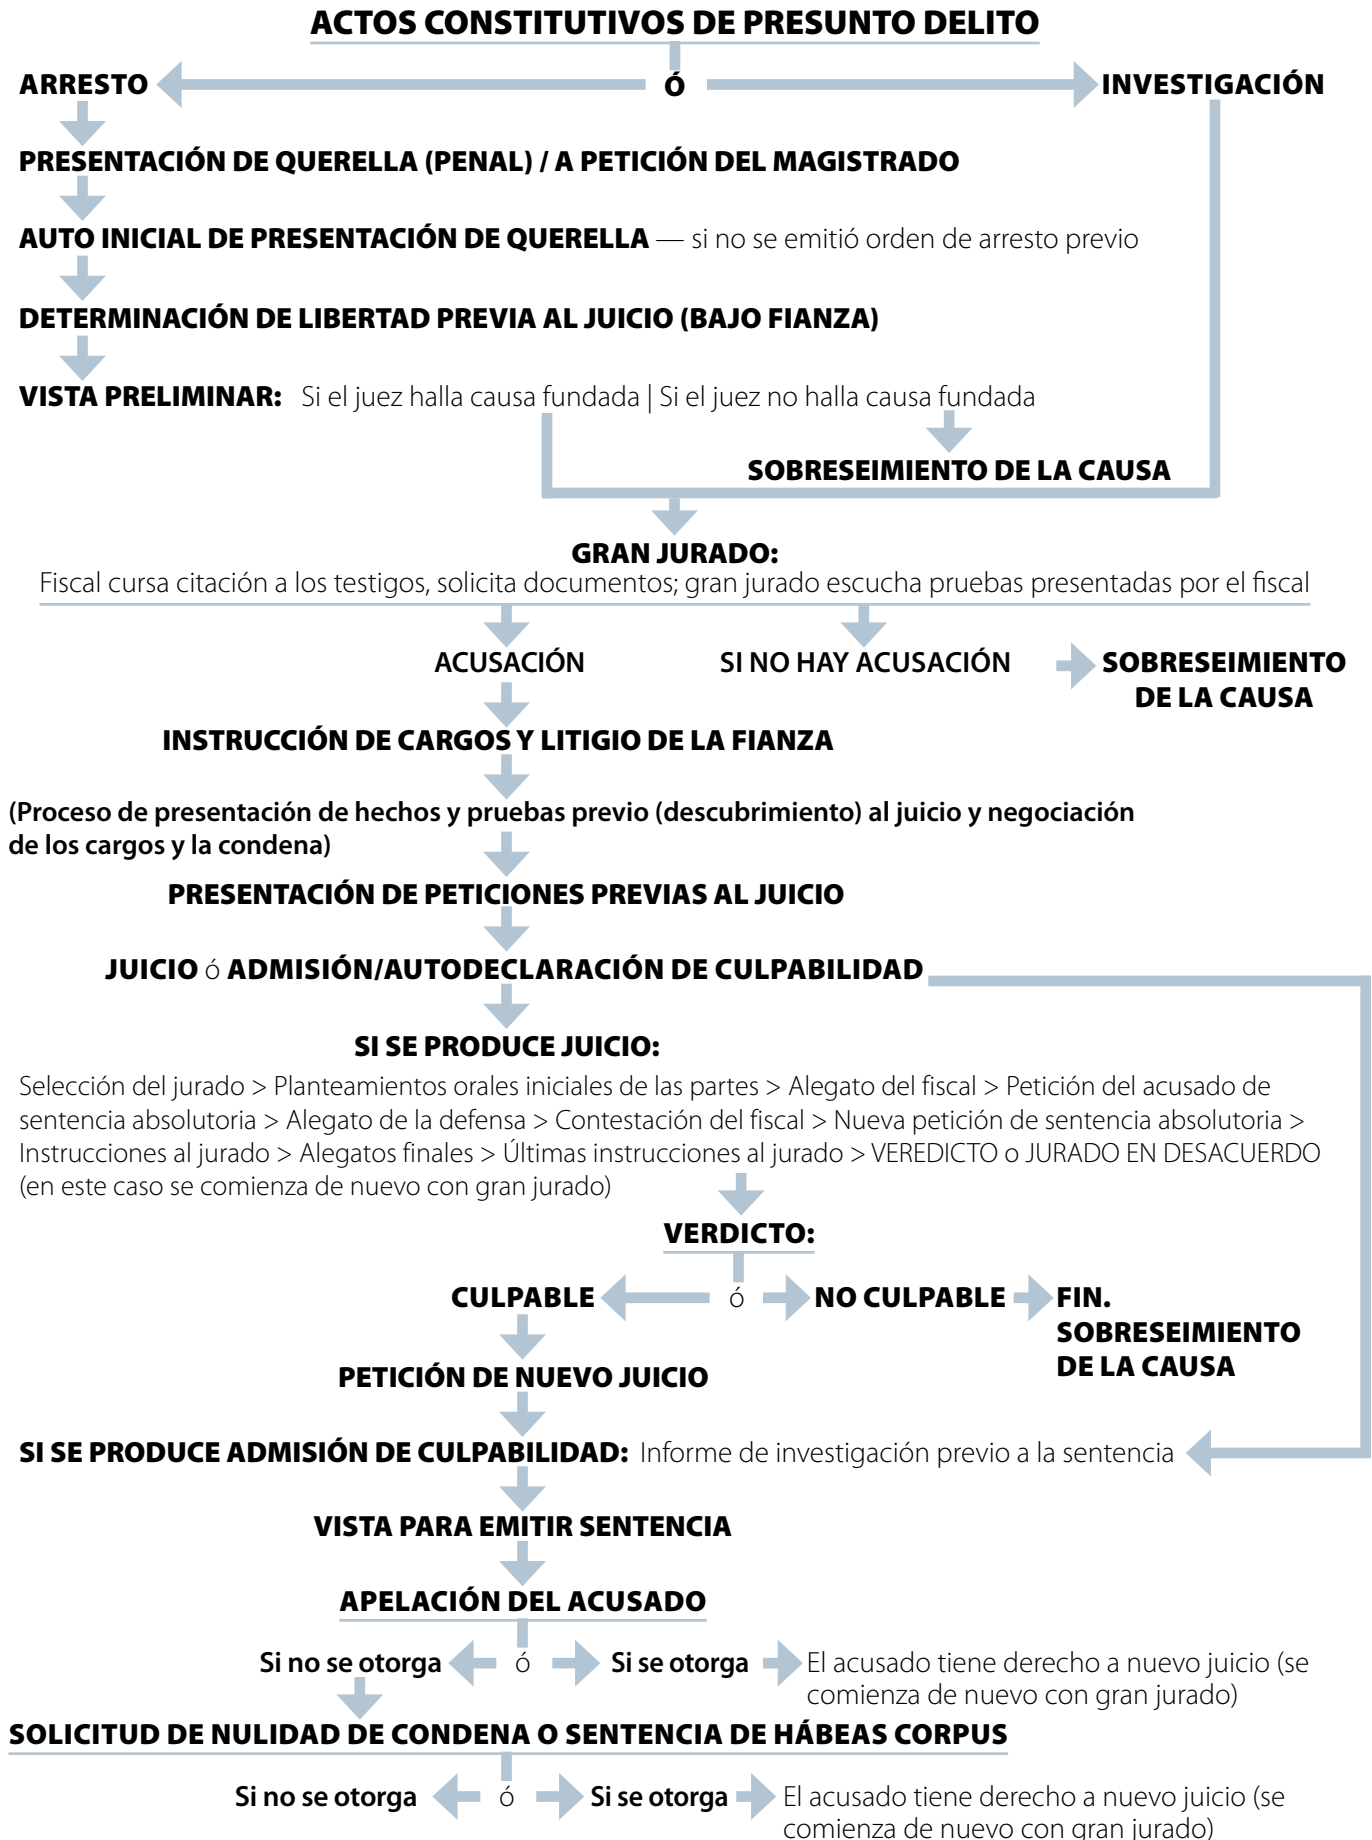 ACTOS CONSTITUTIVOS DE PRESUNTO DELITO
ARRESTO Ó INVESTIGACIÓN
PRESENTACIÓN DE QUERELLA (PENAL) / A PETICIÓN DEL MAGISTRADO
AUTO INICIAL DE PRESENTACIÓN DE QUERELLA — si no se emitió orden de arresto previo
DETERMINACIÓN DE LIBERTAD PREVIA AL JUICIO (BAJO FIANZA)
VISTA PRELIMINAR: Si el juez halla causa fundada | Si el juez no halla causa fundada
SOBRESEIMIENTO DE LA CAUSA
GRAN JURADO:
Fiscal cursa citación a los testigos, solicita documentos; gran jurado escucha pruebas presentadas por el fiscal
ACUSACIÓN SI NO HAY ACUSACIÓN SOBRESEIMIENTO
DE LA CAUSA
INSTRUCCIÓN DE CARGOS Y LITIGIO DE LA FIANZA
(Proceso de presentación de hechos y pruebas previo (descubrimiento) al juicio y negociación
de los cargos y la condena)
PRESENTACIÓN DE PETICIONES PREVIAS AL JUICIO
JUICIO ó ADMISIÓN/AUTODECLARACIÓN DE CULPABILIDAD
SI SE PRODUCE JUICIO:
Selección del jurado > Planteamientos orales iniciales de las partes > Alegato del fiscal > Petición del acusado de
sentencia absolutoria > Alegato de la defensa > Contestación del fiscal > Nueva petición de sentencia absolutoria >
Instrucciones al jurado > Alegatos finales > Últimas instrucciones al jurado > VEREDICTO o JURADO EN DESACUERDO
(en este caso se comienza de nuevo con gran jurado)
VERDICTO:
CULPABLE ó NO CULPABLE FIN.
SOBRESEIMIENTO
DE LA CAUSA
PETICIÓN DE NUEVO JUICIO
SI SE PRODUCE ADMISIÓN DE CULPABILIDAD: Informe de investigación previo a la sentencia
VISTA PARA EMITIR SENTENCIA
APELACIÓN DEL ACUSADO
Si no se otorga ó Si se otorga El acusado tiene derecho a nuevo juicio (se
comienza de nuevo con gran jurado)
SOLICITUD DE NULIDAD DE CONDENA O SENTENCIA DE HÁBEAS CORPUS
Si no se otorga ó Si se otorga El acusado tiene derecho a nuevo juicio (se
comienza de nuevo con gran jurado)